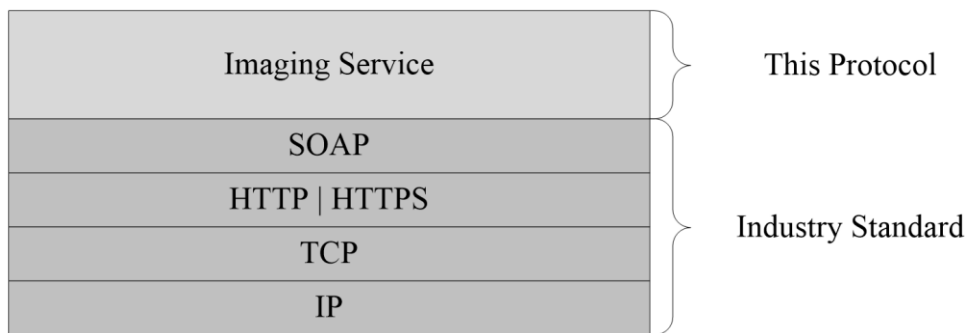 Imaging Service
This Protocol
SOAP
HTTP | HTTPS
TCP
IP
Industry Standard